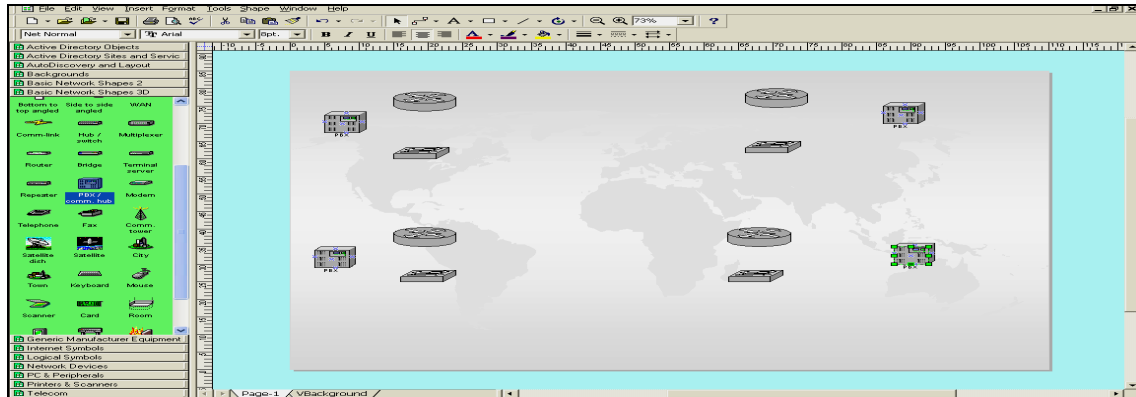 File Edit View Insert Format Tools Shape Window Help
73%
Net Normal Arial 8pt. B I U
Active Directory Objects
Active Directory Sites and Servic
AutoDiscovery and Layout
Backgrounds
Basic Network Shapes 2
Basic Network Shapes 3D
Bottom to top angled
Side to side angled
WAN
Comm-link
Hub / switch
Multiplexer
Router
Bridge
Terminal server
Repeater
PBX / comm. hub
Modem
Telephone
Fax
Comm. tower
Satellite dish
Satellite
City
Town
Keyboard
Mouse
Scanner
Card
Room
Generic Manufacturer Equipment
Internet Symbols
Logical Symbols
Network Devices
PC & Peripherals
Printers & Scanners
Telecom
PBX
PBX
PBX
PBX
Page-1 VBackground